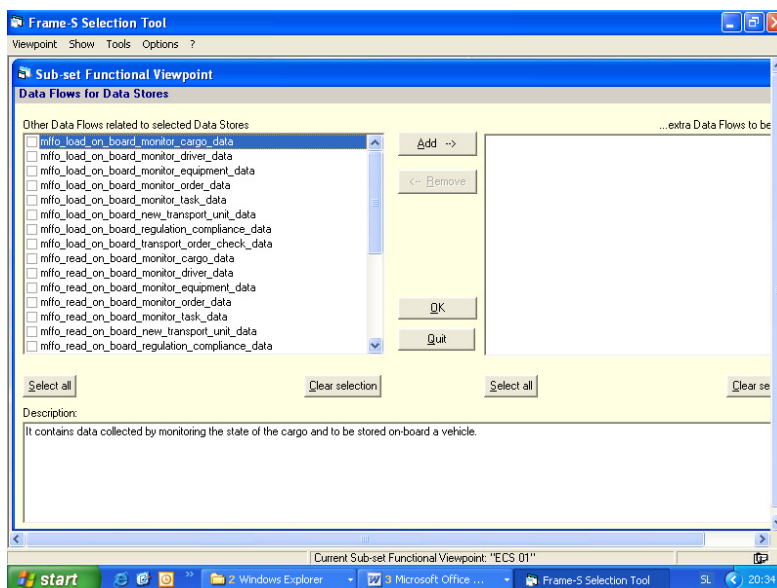 Frame-S Selection Tool
Viewpoint Show Tools Options ?
Sub-set Functional Viewpoint
Data Flows for Data Stores
Other Data Flows related to selected Data Stores
...extra Data Flows to be
mffo_load_on_board_monitor_cargo_data
mffo_load_on_board_monitor_driver_data
mffo_load_on_board_monitor_equipment_data
mffo_load_on_board_monitor_order_data
mffo_load_on_board_monitor_task_data
mffo_load_on_board_new_transport_unit_data
mffo_load_on_board_regulation_compliance_data
mffo_load_on_board_transport_order_check_data
mffo_read_on_board_monitor_cargo_data
mffo_read_on_board_monitor_driver_data
mffo_read_on_board_monitor_equipment_data
mffo_read_on_board_monitor_order_data
mffo_read_on_board_monitor_task_data
mffo_read_on_board_new_transport_unit_data
mffo_read_on_board_regulation_compliance_data
Add -->
<-- Remove
OK
Quit
Select all
Clear selection
Select all
Clear se
Description:
It contains data collected by monitoring the state of the cargo and to be stored on-board a vehicle.
Current Sub-set Functional Viewpoint: "ECS 01"
start
2 Windows Explorer
3 Microsoft Office ...
Frame-S Selection Tool
SL
20:34